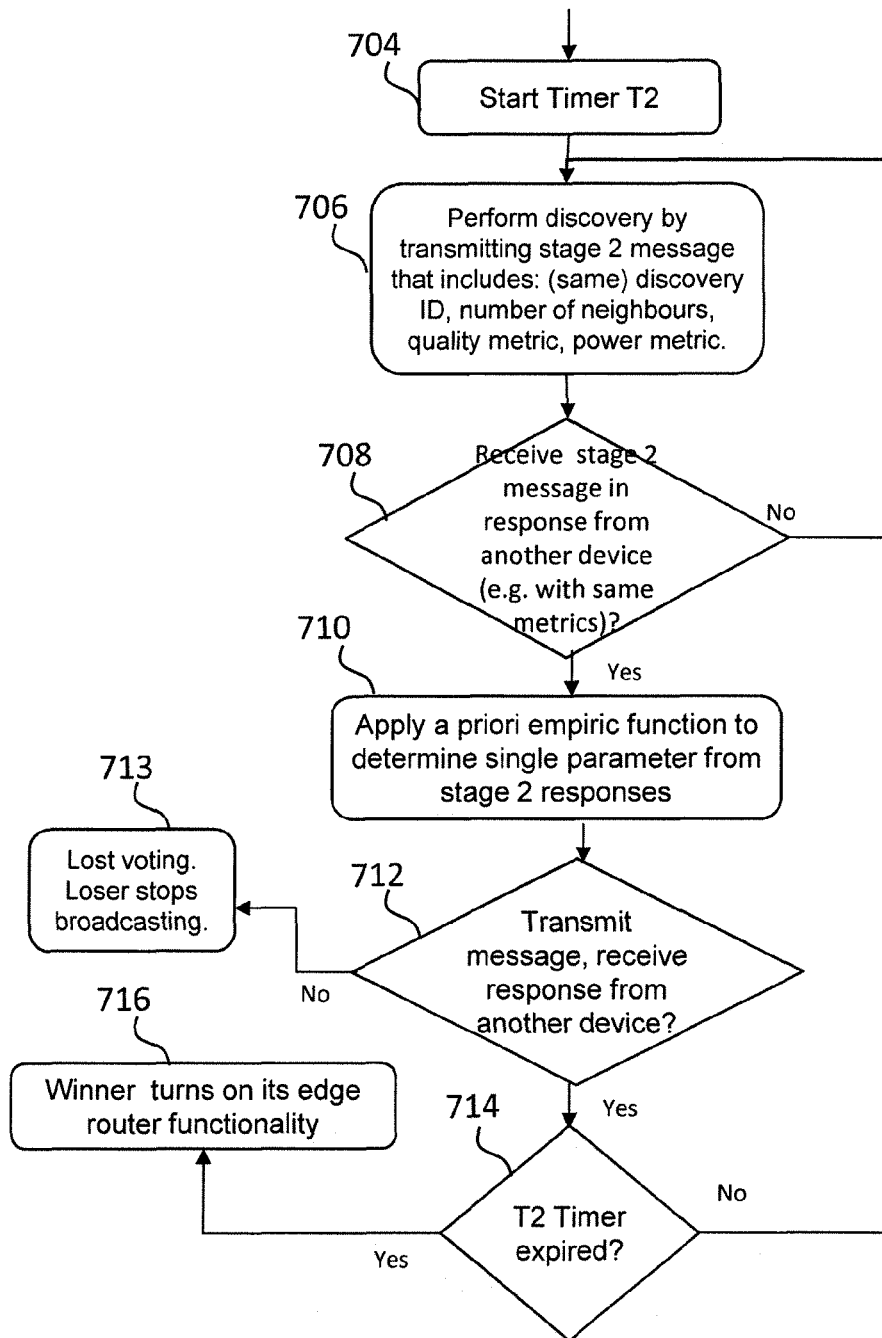 704
Start Timer T2
706
Perform discovery by
transmitting stage 2 message
that includes: (same) discovery
ID, number of neighbours,
quality metric, power metric.
708
Receive stage 2
message in
response from
another device
(e.g. with same
metrics)?
No
710
Yes
Apply a priori empiric function to
determine single parameter from
stage 2 responses
713
Lost voting.
Loser stops
broadcasting.
712
Transmit
message, receive
response from
another device?
No
716
Winner turns on its edge
router functionality
Yes
714
T2 Timer
expired?
No
Yes